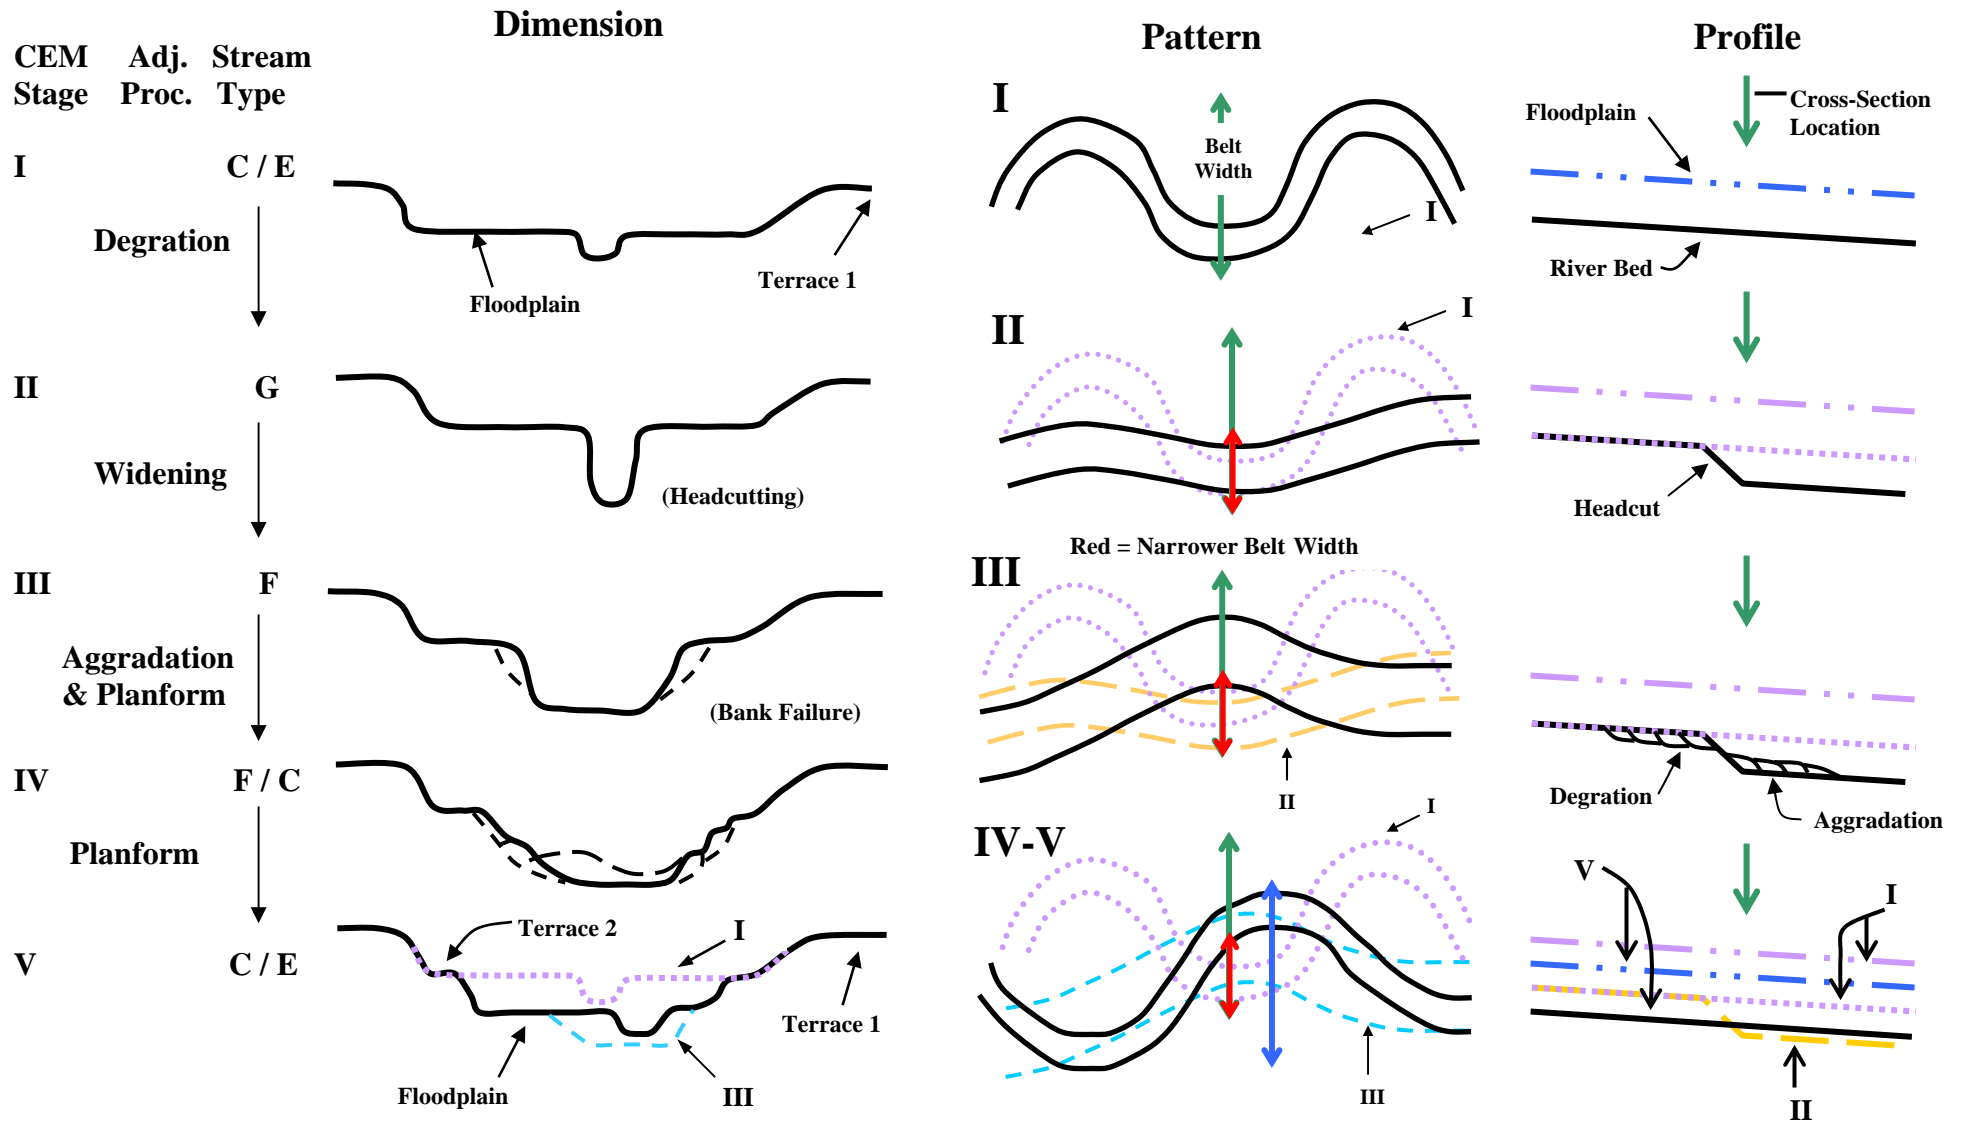 Dimension
Pattern
Profile
CEM Adj. Stream
Stage Proc. Type
I C / E
Degration
Floodplain
Terrace 1
II G
Widening
(Headcutting)
III F
Aggradation
& Planform
(Bank Failure)
IV F / C
Planform
V C / E
Terrace 2
I
Terrace 1
Floodplain
III
I
Belt
Width
I
II
I
Red = Narrower Belt Width
III
II
IV-V
I
III
Cross-Section
Location
Floodplain
River Bed
Headcut
Degration
Aggradation
V
I
II